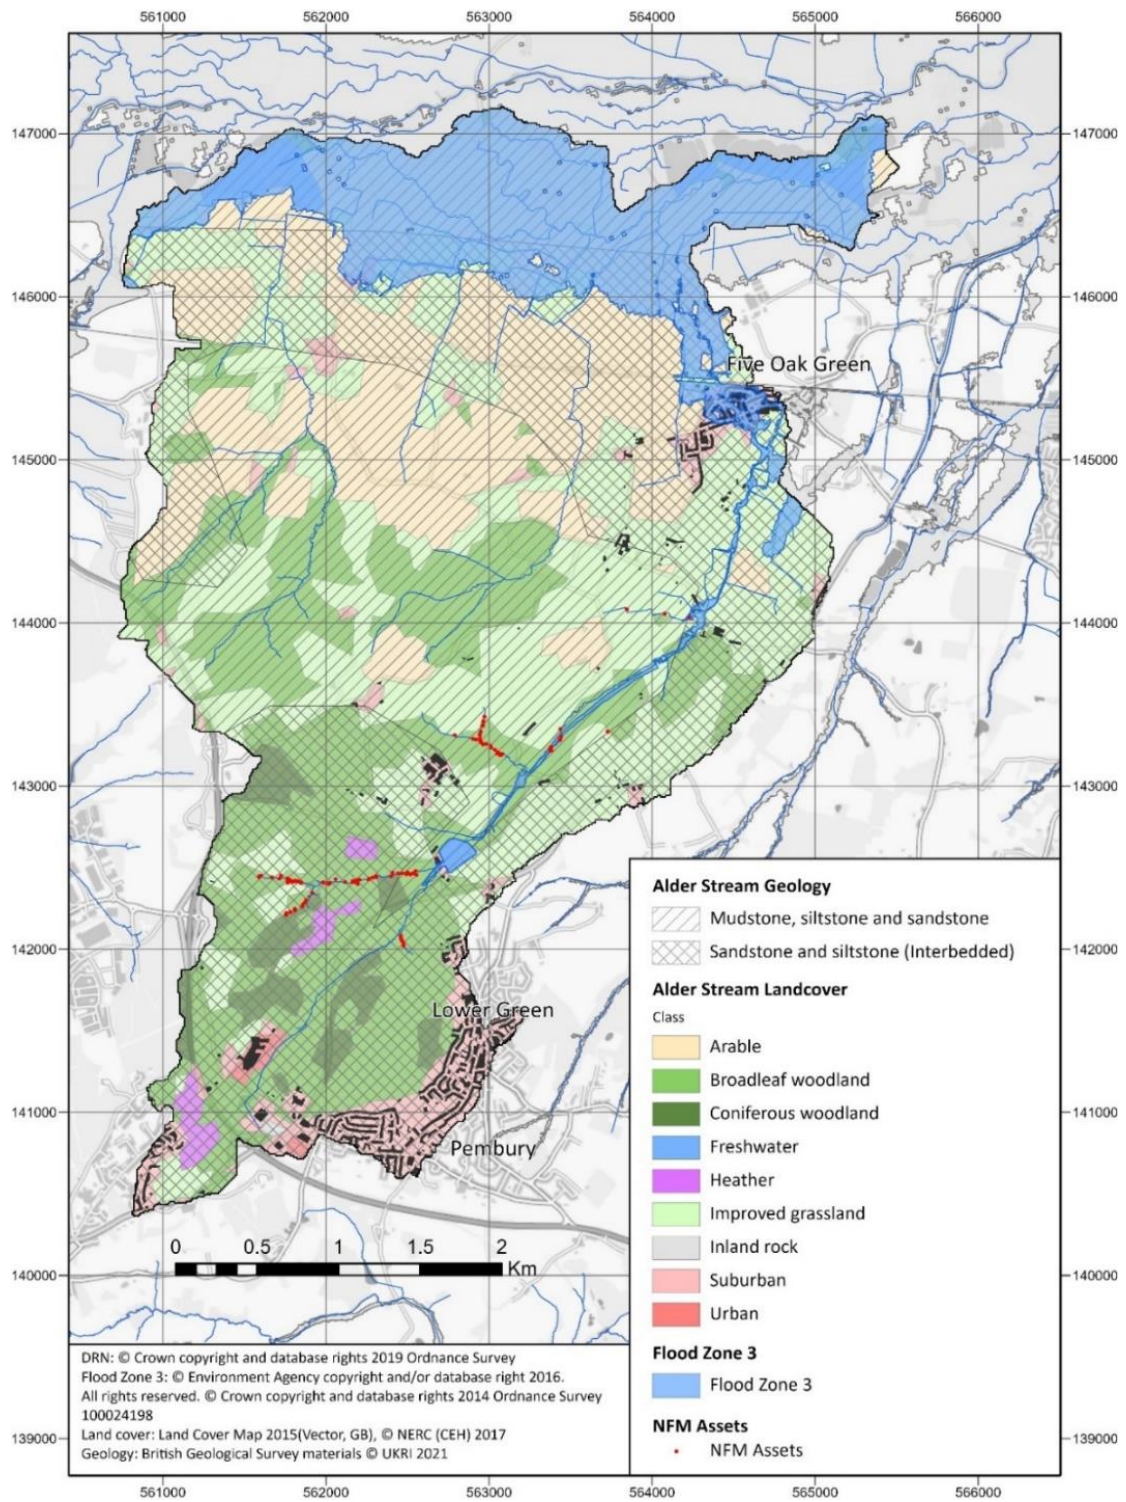 561000 562000 563000 564000 565000 566000
147000 147000
146000 146000
Five Oak Green
145000 145000
144000 144000
143000 143000
142000 142000
Lower Green
141000 141000
Pembury
0 0.5 1 1.5 2
Km
140000 140000
139000 139000
Alder Stream Geology
Mudstone, siltstone and sandstone
Sandstone and siltstone (Interbedded)
Alder Stream Landcover
Class
Arable
Broadleaf woodland
Coniferous woodland
Freshwater
Heather
Improved grassland
Inland rock
Suburban
Urban
Flood Zone 3
Flood Zone 3
NFM Assets
NFM Assets
DRN: © Crown copyright and database rights 2019 Ordnance Survey
Flood Zone 3: © Environment Agency copyright and/or database right 2016.
All rights reserved. © Crown copyright and database rights 2014 Ordnance Survey
100024198
Land cover: Land Cover Map 2015(Vector, GB), © NERC (CEH) 2017
Geology: British Geological Survey materials © UKRI 2021
561000 562000 563000 564000 565000 566000